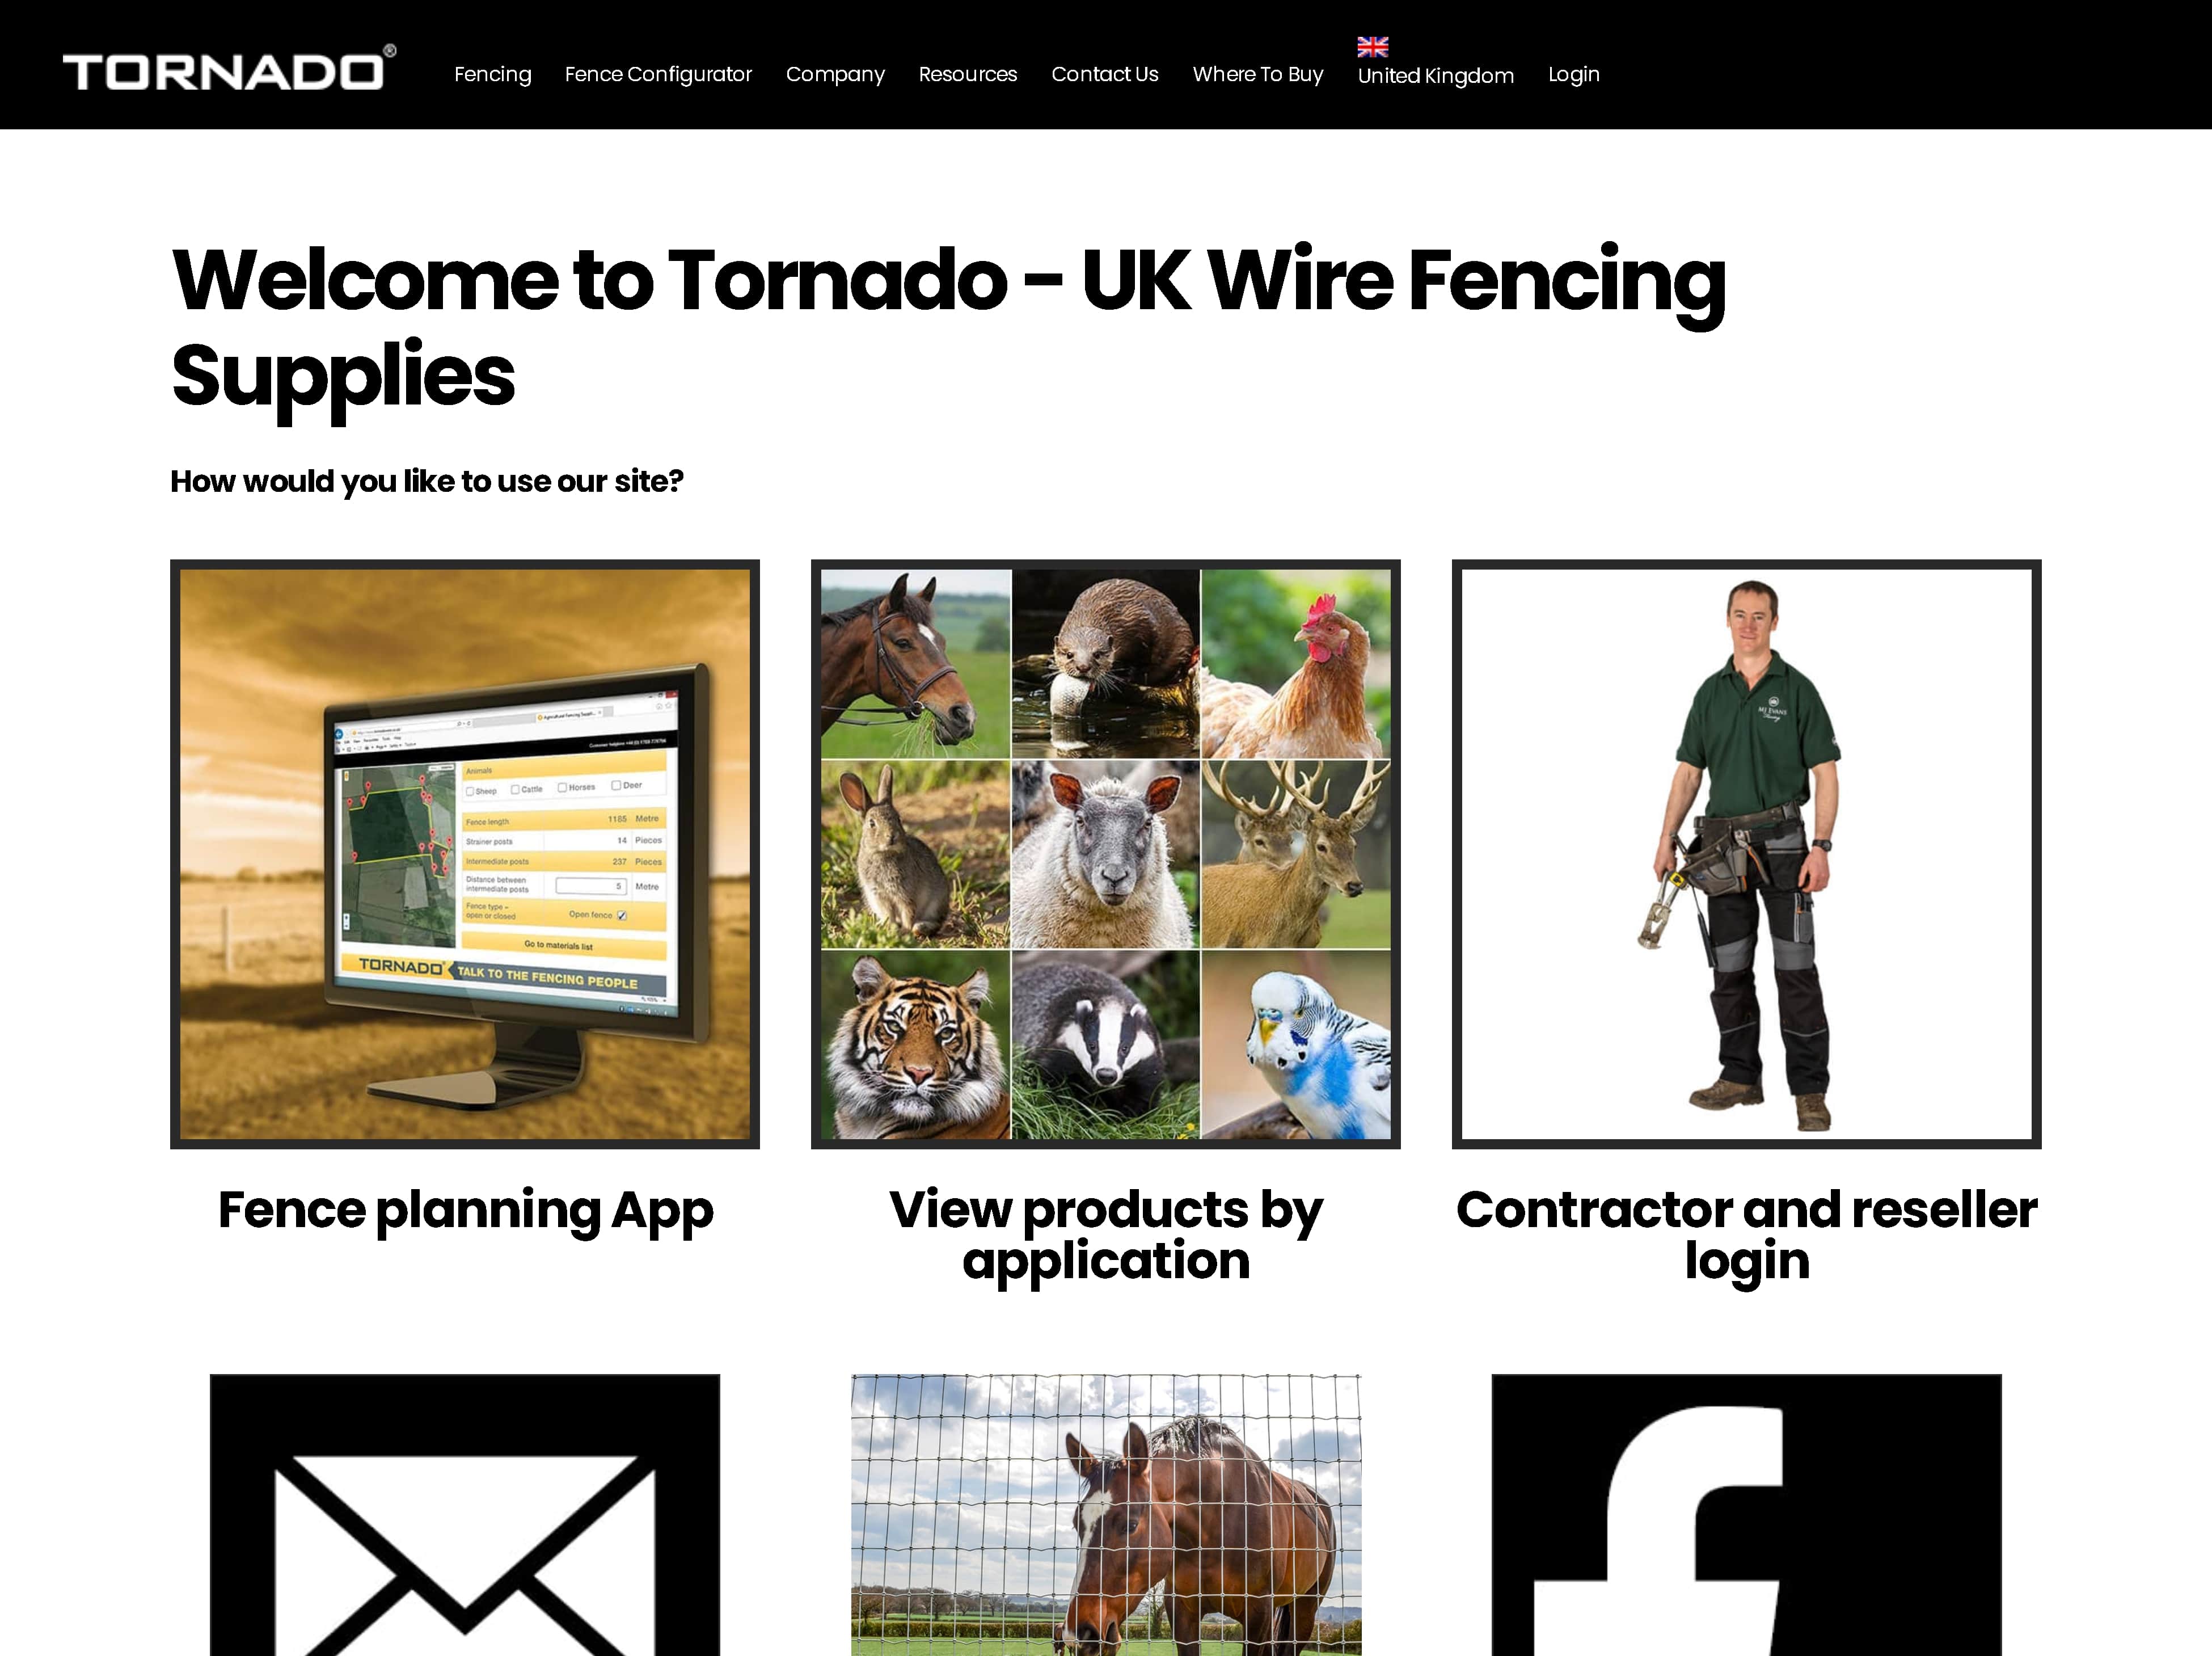 TORNADO®
Fencing
Fence Configurator
Company
Resources
Contact Us
Where To Buy
United Kingdom
Login
Welcome to Tornado - UK Wire Fencing
Supplies
How would you like to use our site?
Animals
Sheep Cattle Horses Deer
Fence length 1185 Metre
Strainer posts 14 Pieces
Intermediate posts 237 Pieces
Distance between
intermediate posts 5 Metre
Fence type -
open or closed Open fence
Go to materials list
TORNADO TALK TO THE FENCING PEOPLE
MJ EVANS
Fencing
Fence planning App
View products by
application
Contractor and reseller
login